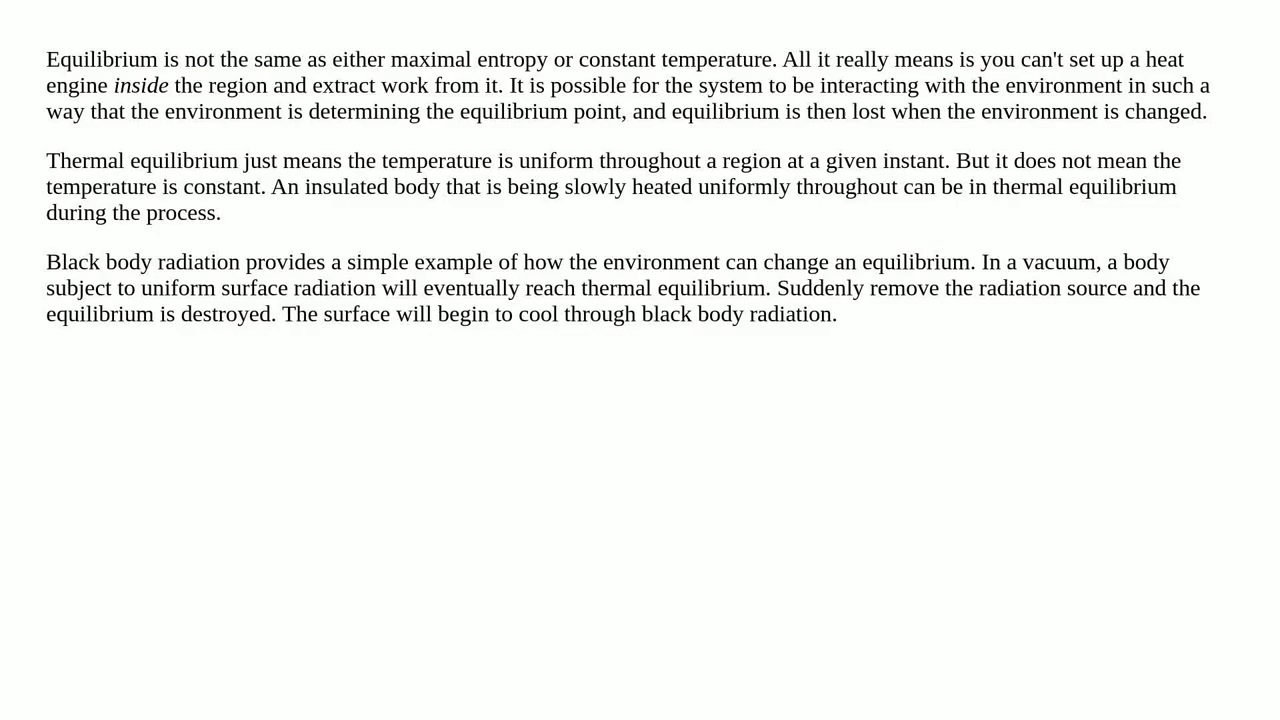 Equilibrium is not the same as either maximal entropy or constant temperature. All it really means is you can't set up a heat
engine inside the region and extract work from it. It is possible for the system to be interacting with the environment in such a
way that the environment is determining the equilibrium point, and equilibrium is then lost when the environment is changed.
Thermal equilibrium just means the temperature is uniform throughout a region at a given instant. But it does not mean the
temperature is constant. An insulated body that is being slowly heated uniformly throughout can be in thermal equilibrium
during the process.
Black body radiation provides a simple example of how the environment can change an equilibrium. In a vacuum, a body
subject to uniform surface radiation will eventually reach thermal equilibrium. Suddenly remove the radiation source and the
equilibrium is destroyed. The surface will begin to cool through black body radiation.